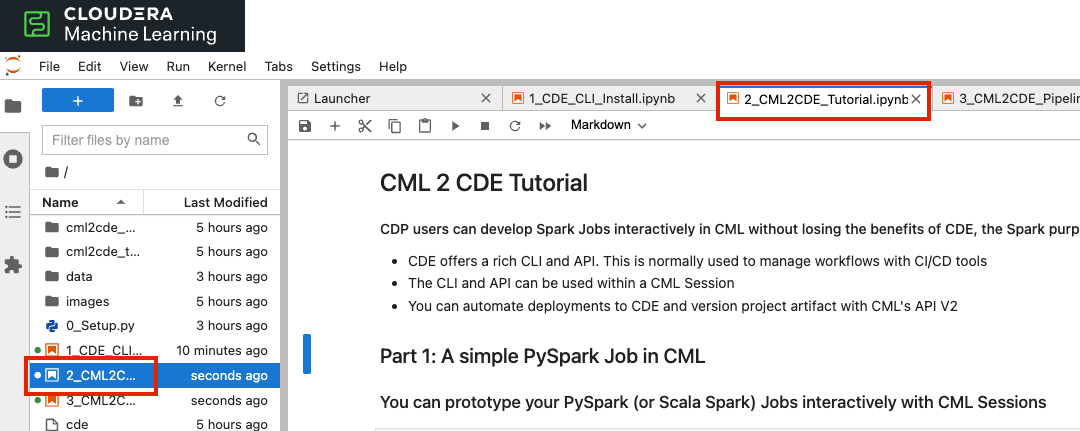 CLOUDERA
Machine Learning
File Edit View Run Kernel Tabs Settings Help
Launcher 1_CDE_CLI_Install.ipynb 2_CML2CDE_Tutorial.ipynb 3_CML2CDE_Pipelin
Markdown
Filter files by name
/
Name Last Modified
cml2cde_... 5 hours ago
cml2cde_t... 5 hours ago
data 3 hours ago
images 5 hours ago
0_Setup.py 3 hours ago
1_CDE_CLI... 10 minutes ago
2_CML2C... seconds ago
3_CML2C... seconds ago
cde 5 hours ago
CML 2 CDE Tutorial
CDP users can develop Spark Jobs interactively in CML without losing the benefits of CDE, the Spark purp
• CDE offers a rich CLI and API. This is normally used to manage workflows with CI/CD tools
• The CLI and API can be used within a CML Session
• You can automate deployments to CDE and version project artifact with CML's API V2
Part 1: A simple PySpark Job in CML
You can prototype your PySpark (or Scala Spark) Jobs interactively with CML Sessions